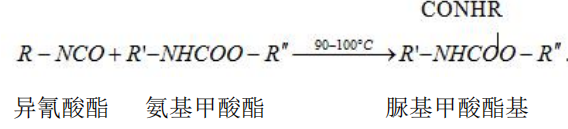 CONHR
R – NCO + R'–NHCOO – R" 90–100°C R'–NHCOO – R" .
异氰酸酯 氨基甲酸酯 脲基甲酸酯基